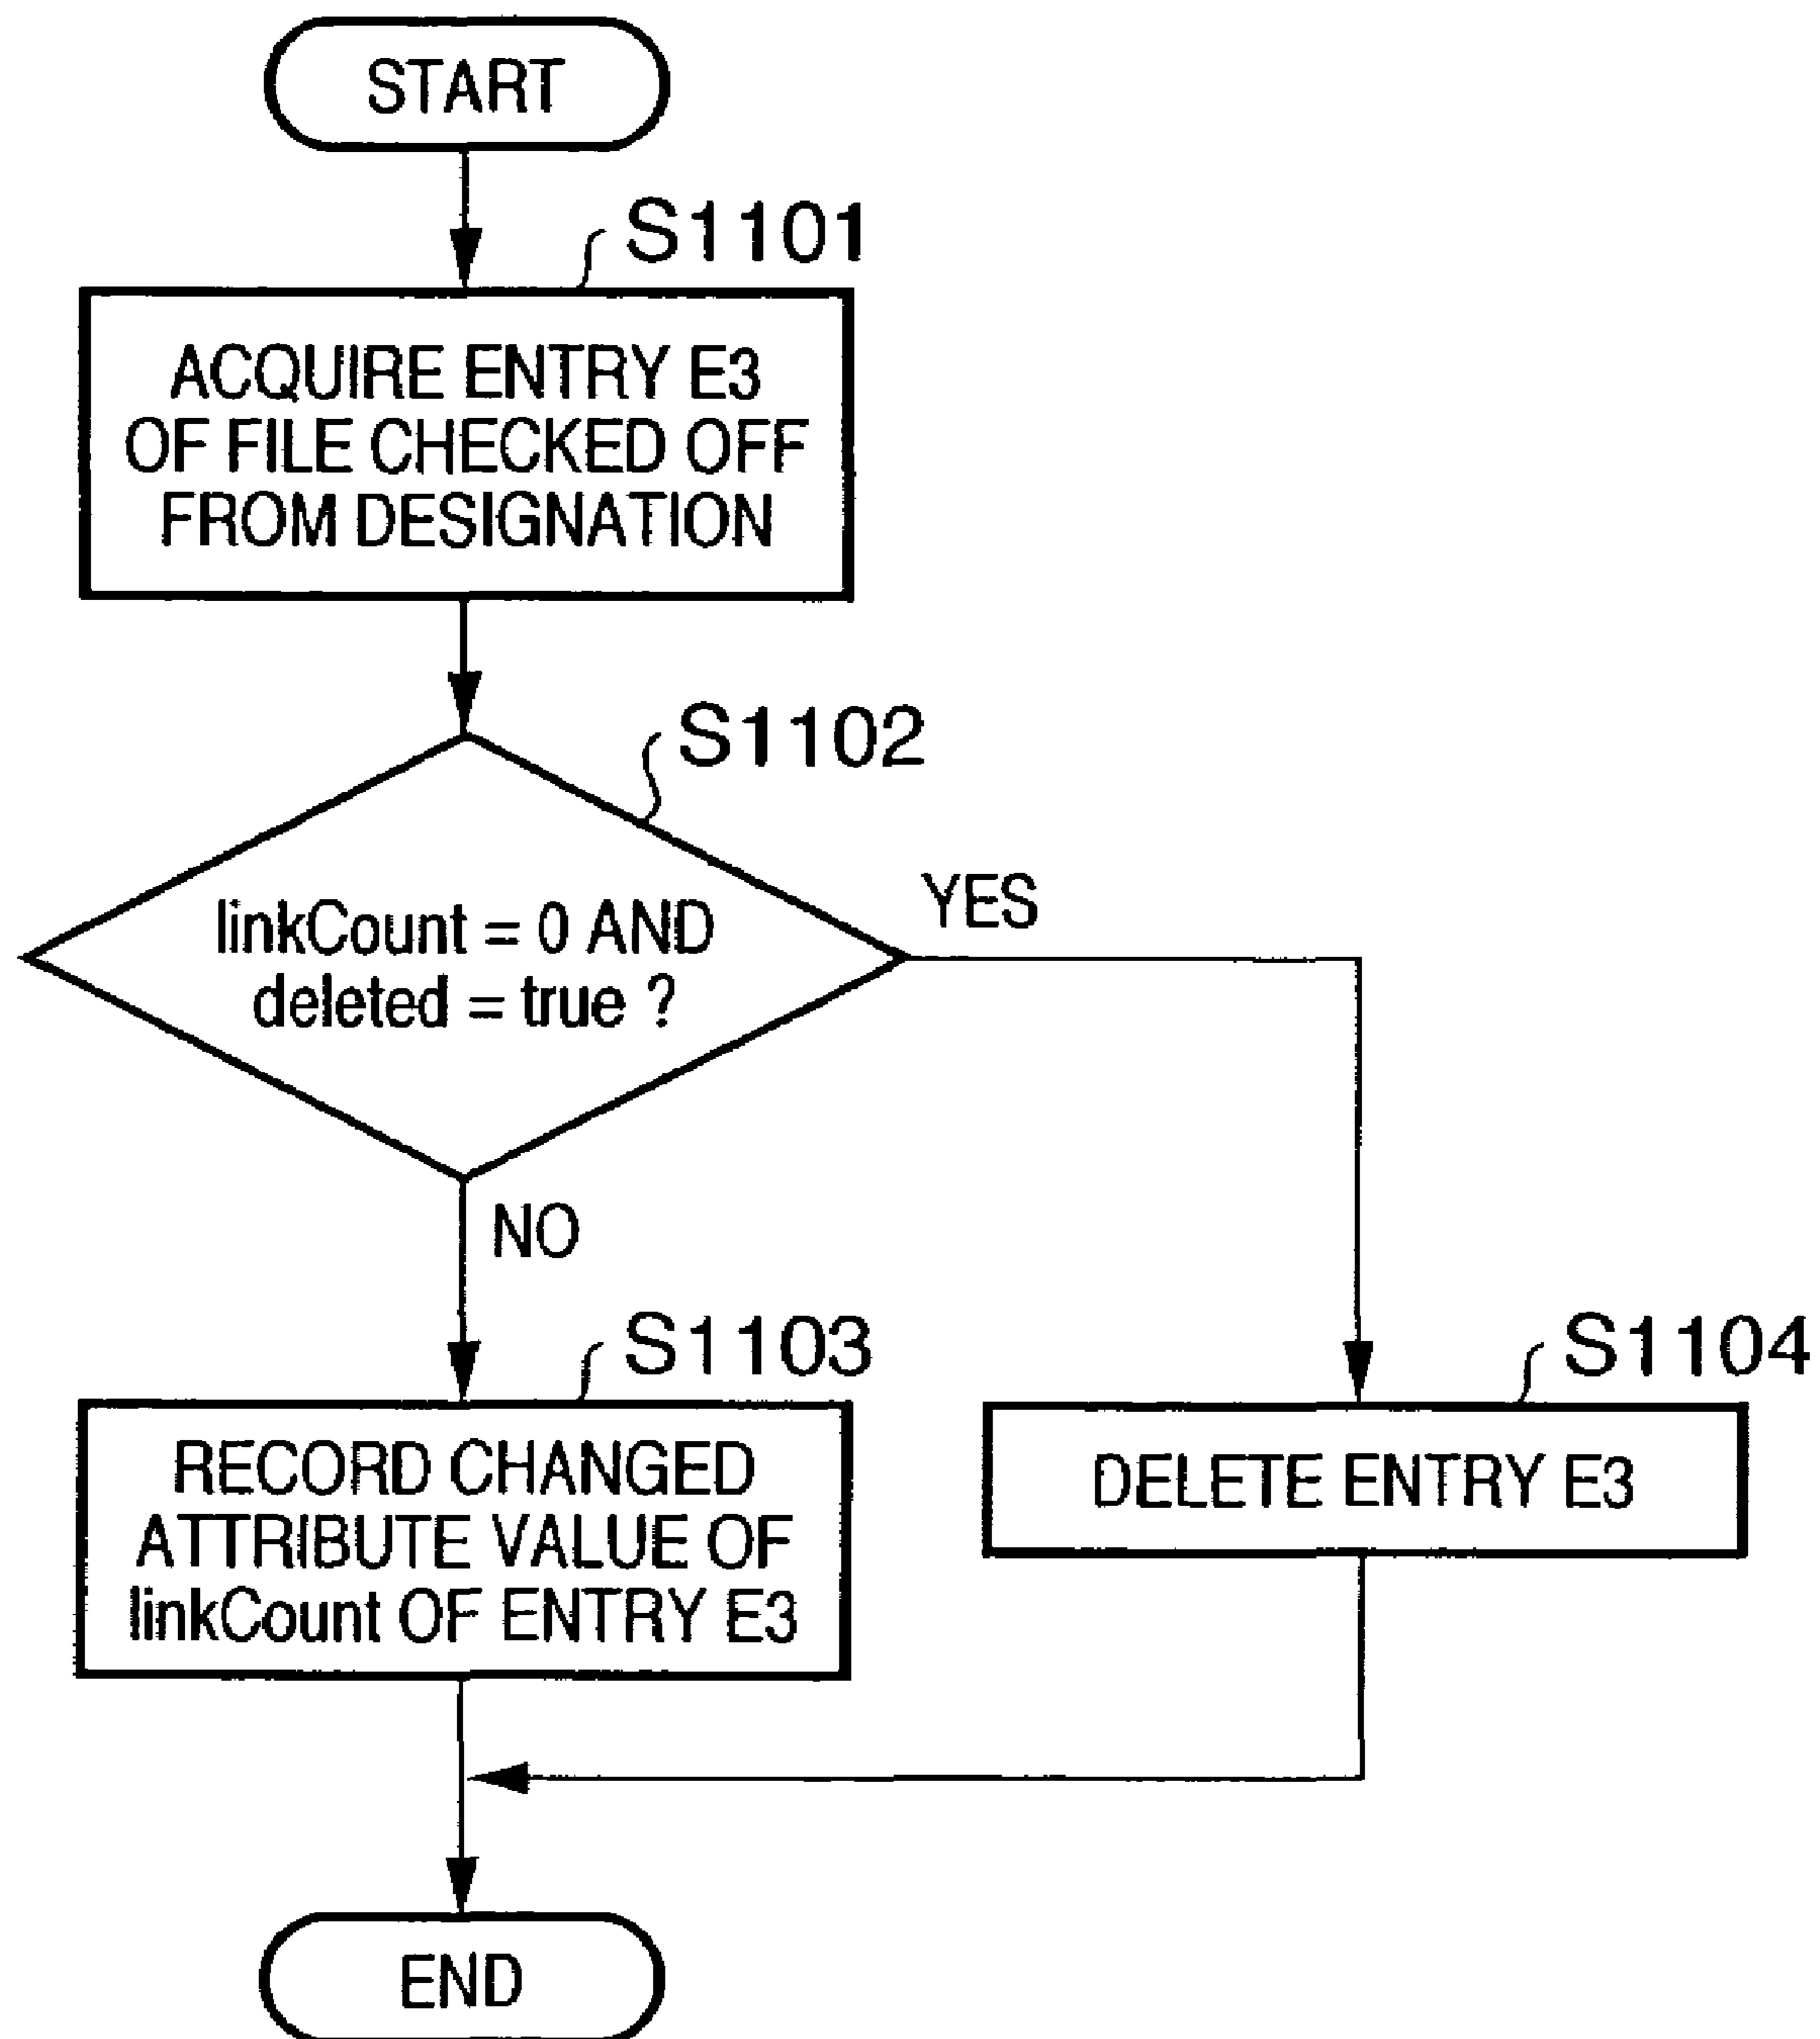 START
S1101
ACQUIRE ENTRY E3
OF FILE CHECKED OFF
FROM DESIGNATION
S1102
linkCount = 0 AND
deleted = true ?
YES
NO
S1103
RECORD CHANGED
ATTRIBUTE VALUE OF
linkCount OF ENTRY E3
S1104
DELETE ENTRY E3
END